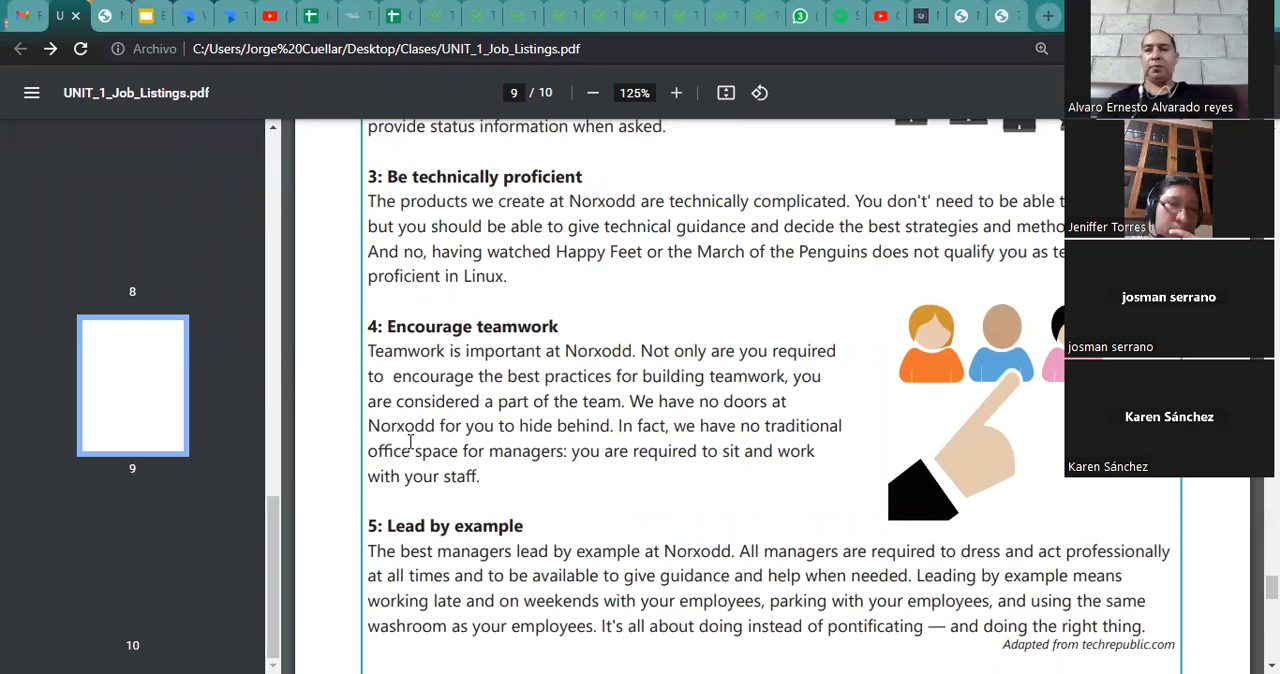 U
3
Archivo
C:/Users/Jorge%20Cuellar/Desktop/Clases/UNIT_1_Job_Listings.pdf
UNIT_1_Job_Listings.pdf
9 / 10
125%
provide status information when asked.
3: Be technically proficient
The products we create at Norxodd are technically complicated. You don't' need to be able
but you should be able to give technical guidance and decide the best strategies and
And no, having watched Happy Feet or the March of the Penguins does not qualify you as
proficient in Linux.
4: Encourage teamwork
Teamwork is important at Norxodd. Not only are you required
to encourage the best practices for building teamwork, you
are considered a part of the team. We have no doors at
Norxodd for you to hide behind. In fact, we have no traditional
office space for managers: you are required to sit and work
with your staff.
5: Lead by example
The best managers lead by example at Norxodd. All managers are required to dress and act professionally
at all times and to be available to give guidance and help when needed. Leading by example means
working late and on weekends with your employees, parking with your employees, and using the same
washroom as your employees. It's all about doing instead of pontificating — and doing the right thing.
Adapted from techrepublic.com
8
9
10
Alvaro Ernesto Alvarado reyes
Jeniffer Torres
josman serrano
josman serrano
Karen Sánchez
Karen Sánchez